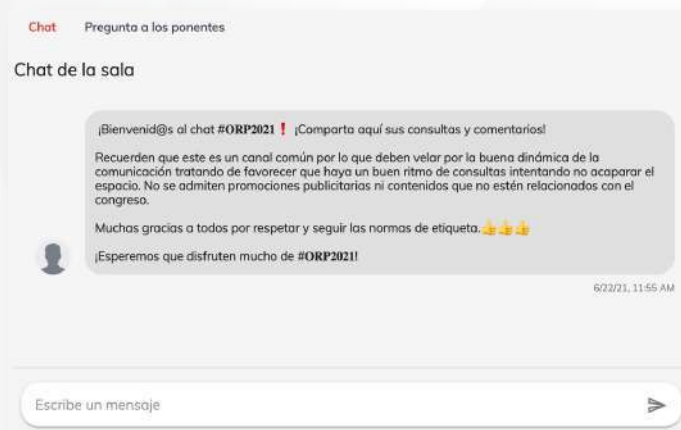 Chat Pregunta a los ponentes
Chat de la sala
¡Bienvenid@s al chat #ORP2021❗ ¡Comparta aquí sus consultas y comentarios!
Recuerden que este es un canal común por lo que deben velar por la buena dinámica de la
comunicación tratando de favorecer que haya un buen ritmo de consultas intentando no acaparar el
espacio. No se admiten promociones publicitarias ni contenidos que no estén relacionados con el
congreso.
Muchas gracias a todos por respetar y seguir las normas de etiqueta.👍👍👍
¡Esperemos que disfruten mucho de #ORP2021!
6/22/21, 11:55 AM
Escribe un mensaje